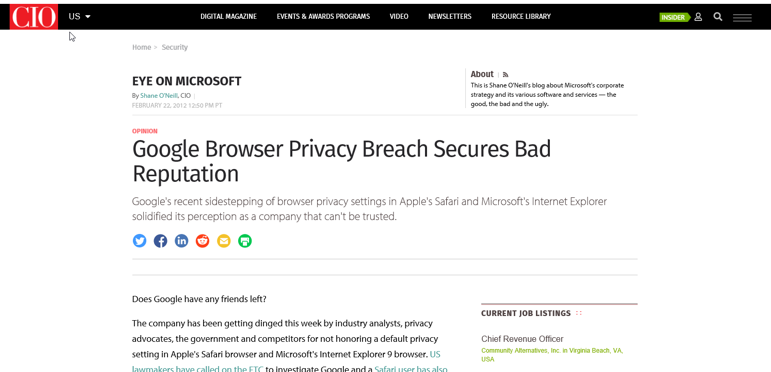 CIO
US
DIGITAL MAGAZINE
EVENTS & AWARDS PROGRAMS
VIDEO
NEWSLETTERS
RESOURCE LIBRARY
INSIDER
Home > Security
EYE ON MICROSOFT
By Shane O'Neill, CIO |
FEBRUARY 22, 2012 12:50 PM PT
About |
This is Shane O'Neill's blog about Microsoft's corporate
strategy and its various software and services — the
good, the bad and the ugly.
OPINION
Google Browser Privacy Breach Secures Bad
Reputation
Google's recent sidestepping of browser privacy settings in Apple's Safari and Microsoft's Internet Explorer
solidified its perception as a company that can't be trusted.
Does Google have any friends left?
The company has been getting dinged this week by industry analysts, privacy
advocates, the government and competitors for not honoring a default privacy
setting in Apple's Safari browser and Microsoft's Internet Explorer 9 browser. US
lawmakers have called on the FTC to investigate Google and a Safari user has also
CURRENT JOB LISTINGS
Chief Revenue Officer
Community Alternatives, Inc. in Virginia Beach, VA,
USA